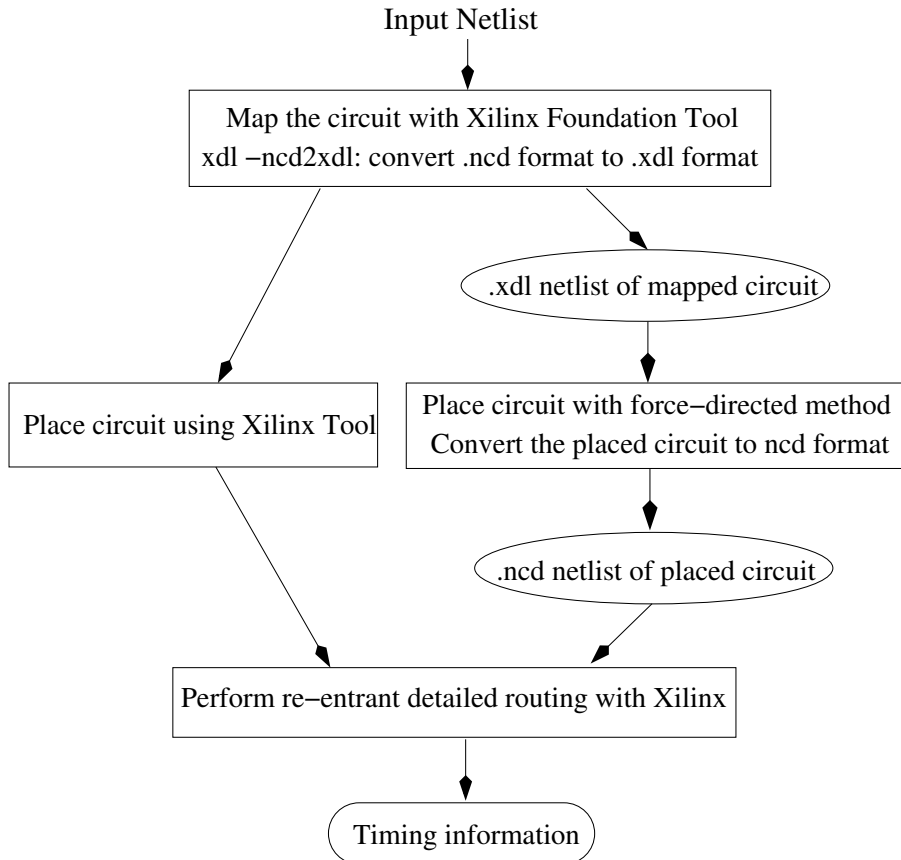 Input Netlist
Map the circuit with Xilinx Foundation Tool
xdl −ncd2xdl: convert .ncd format to .xdl format
.xdl netlist of mapped circuit
Place circuit using Xilinx Tool
Place circuit with force−directed method
Convert the placed circuit to ncd format
.ncd netlist of placed circuit
Perform re−entrant detailed routing with Xilinx
Timing information